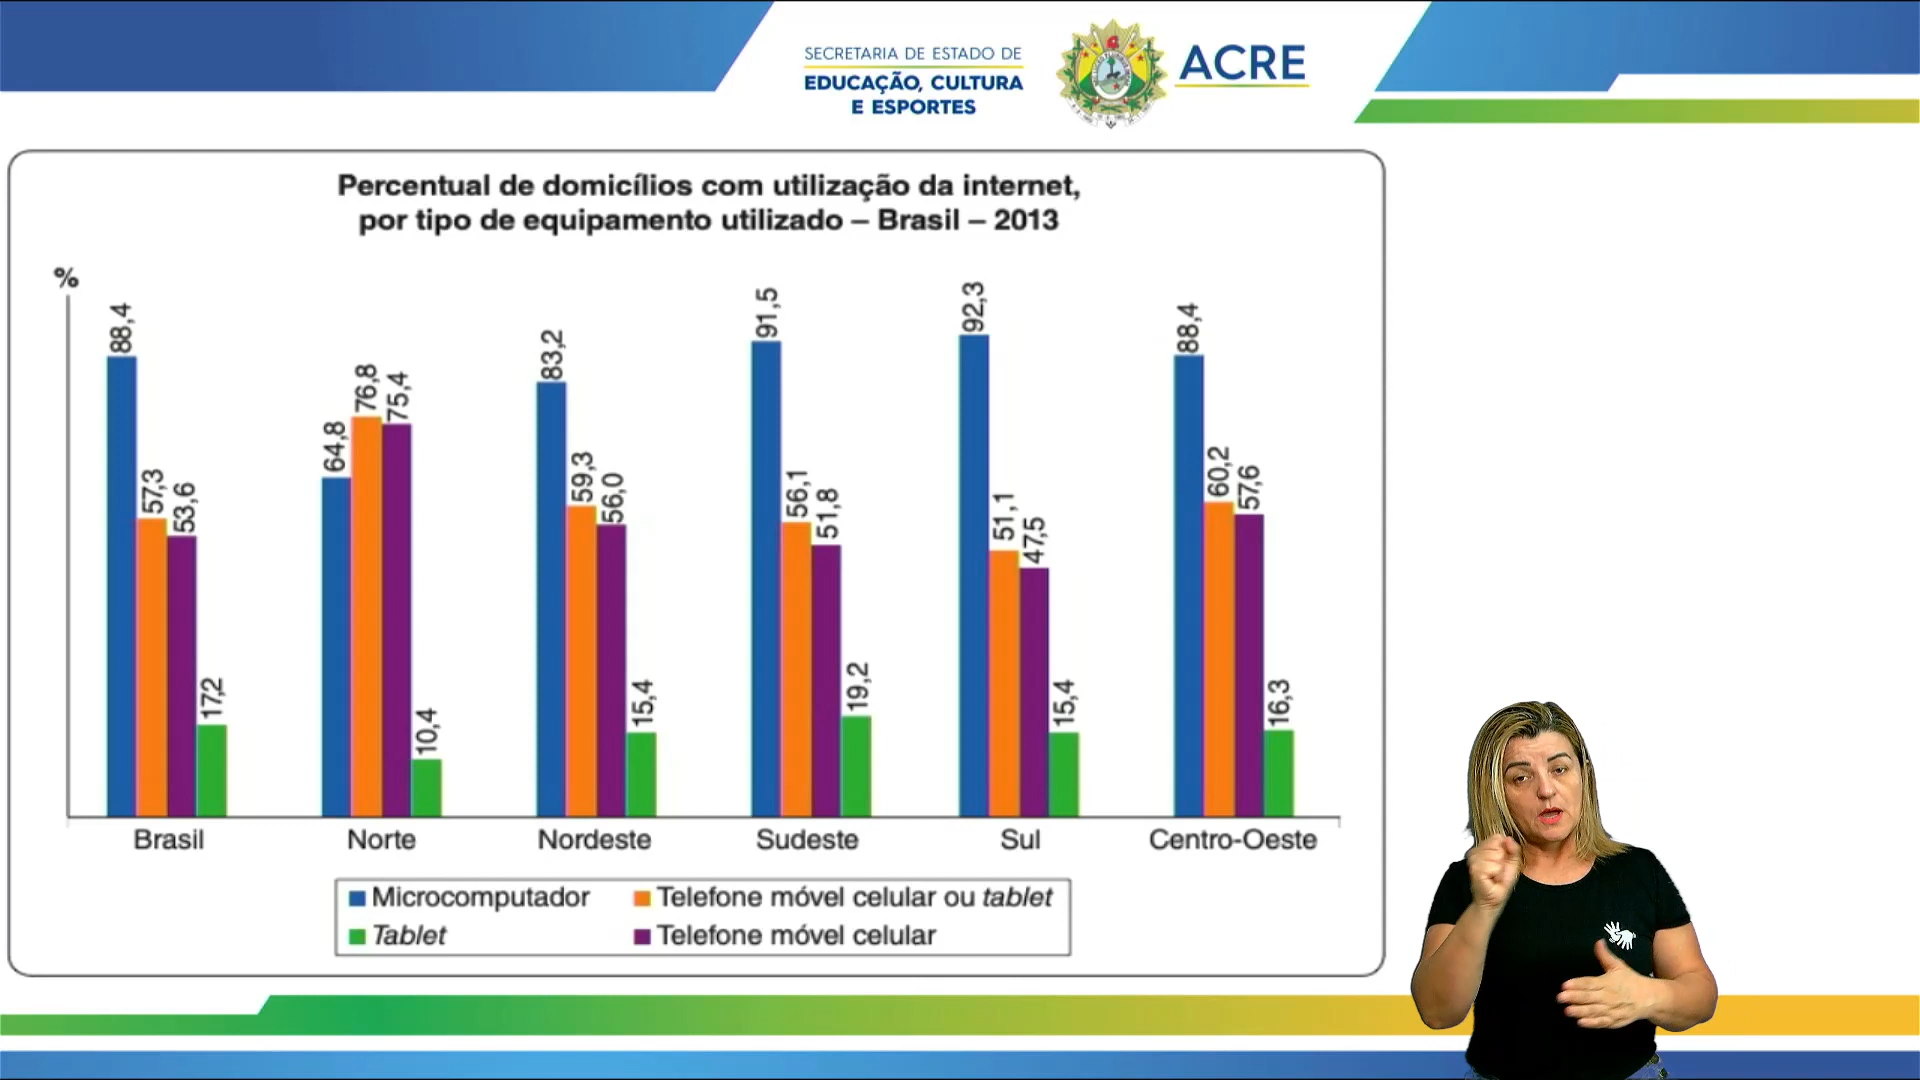 SECRETARIA DE ESTADO DE
EDUCAÇÃO, CULTURA
E ESPORTES
ACRE
Percentual de domicílios com utilização da internet,
por tipo de equipamento utilizado – Brasil – 2013
%
88,4
57,3
53,6
17,2
64,8
76,8
75,4
10,4
83,2
59,3
56,0
15,4
91,5
56,1
51,8
19,2
92,3
51,1
47,5
15,4
88,4
60,2
57,6
16,3
Brasil Norte Nordeste Sudeste Sul Centro-Oeste
Microcomputador Telefone móvel celular ou tablet
Tablet Telefone móvel celular